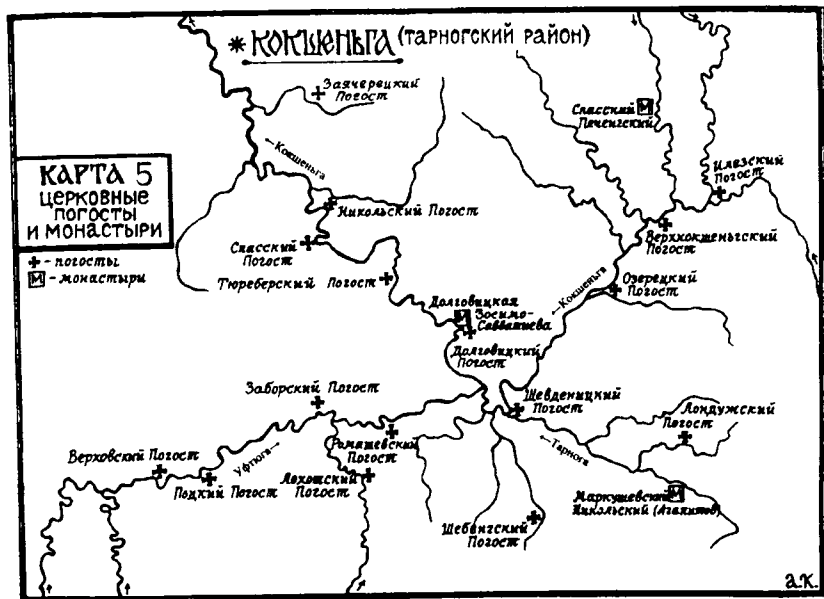 * КОКШЕНЬГА (ТАРНОГСКИЙ РАЙОН)
Заячерецкий
Погост
Спасский М
Печенгский
← Кокшеньга
Илезский
Погост
КАРТА 5
ЦЕРКОВНЫЕ
ПОГОСТЫ
И МОНАСТЫРИ
+ - погосты
М - монастыри
Никольский Погост
Верхкокшеньгский
Погост
Спасский
Погост
Тюреберский Погост
Озерецкий
Погост
← Кокшеньга
Долговицкая
Зосимо-
Савватиева
М
Долговицкий
Погост
Заборский Погост
Шевденицкий
Погост
Лондужский
Погост
Ромашевский
Погост
← Тарнога
Уфтюга →
Верховский Погост
Подкий Погост
Лохотский
Погост
Маркушевский М
Никольский (Агапитов)
Шебенгский
Погост
а.к.